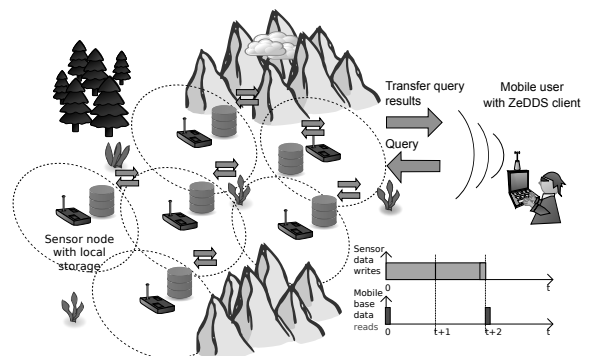 Transfer query
results
Query
Mobile user
with ZeDDS client
Sensor node
with local
storage
Sensor
data
writes
0
t
Mobile
base
data
reads
0
t+1
t+2
t